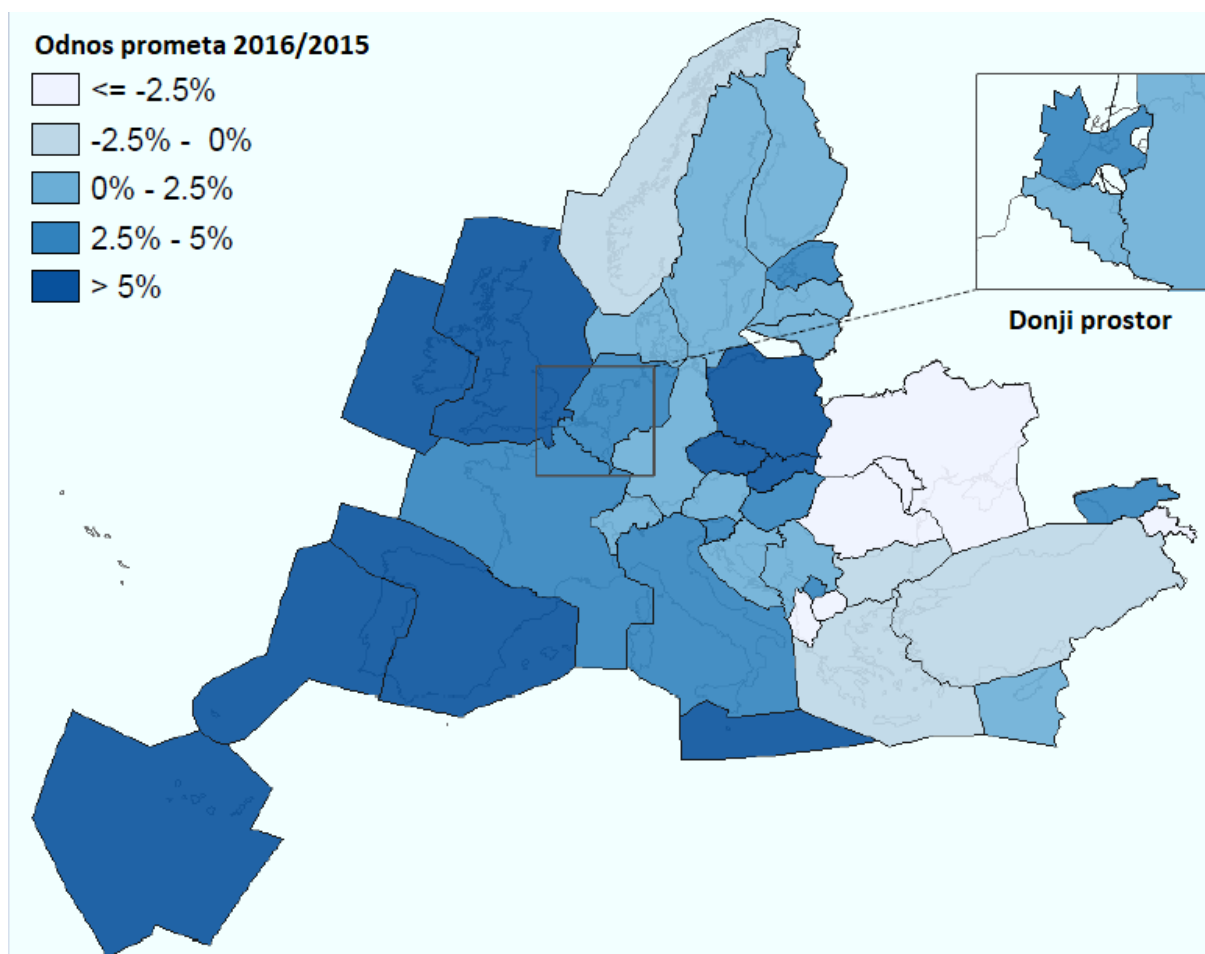 Odnos prometa 2016/2015
<= -2.5%
-2.5% - 0%
0% - 2.5%
2.5% - 5%
> 5%
Donji prostor